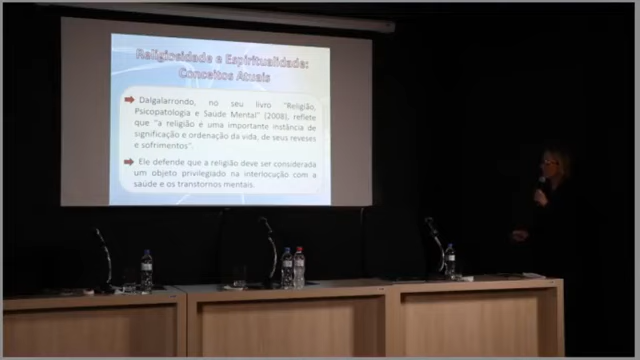 Religiosidade e Espiritualidade:
Conceitos Atuais
Dalgalarrondo, no seu livro "Religião,
Psicopatologia e Saúde Mental" (2008), reflete
que "a religião é uma importante instância de
significação e ordenação da vida, de seus reveses
e sofrimentos".
Ele defende que a religião deve ser considerada
um objeto privilegiado na interlocução com a
saúde e os transtornos mentais.